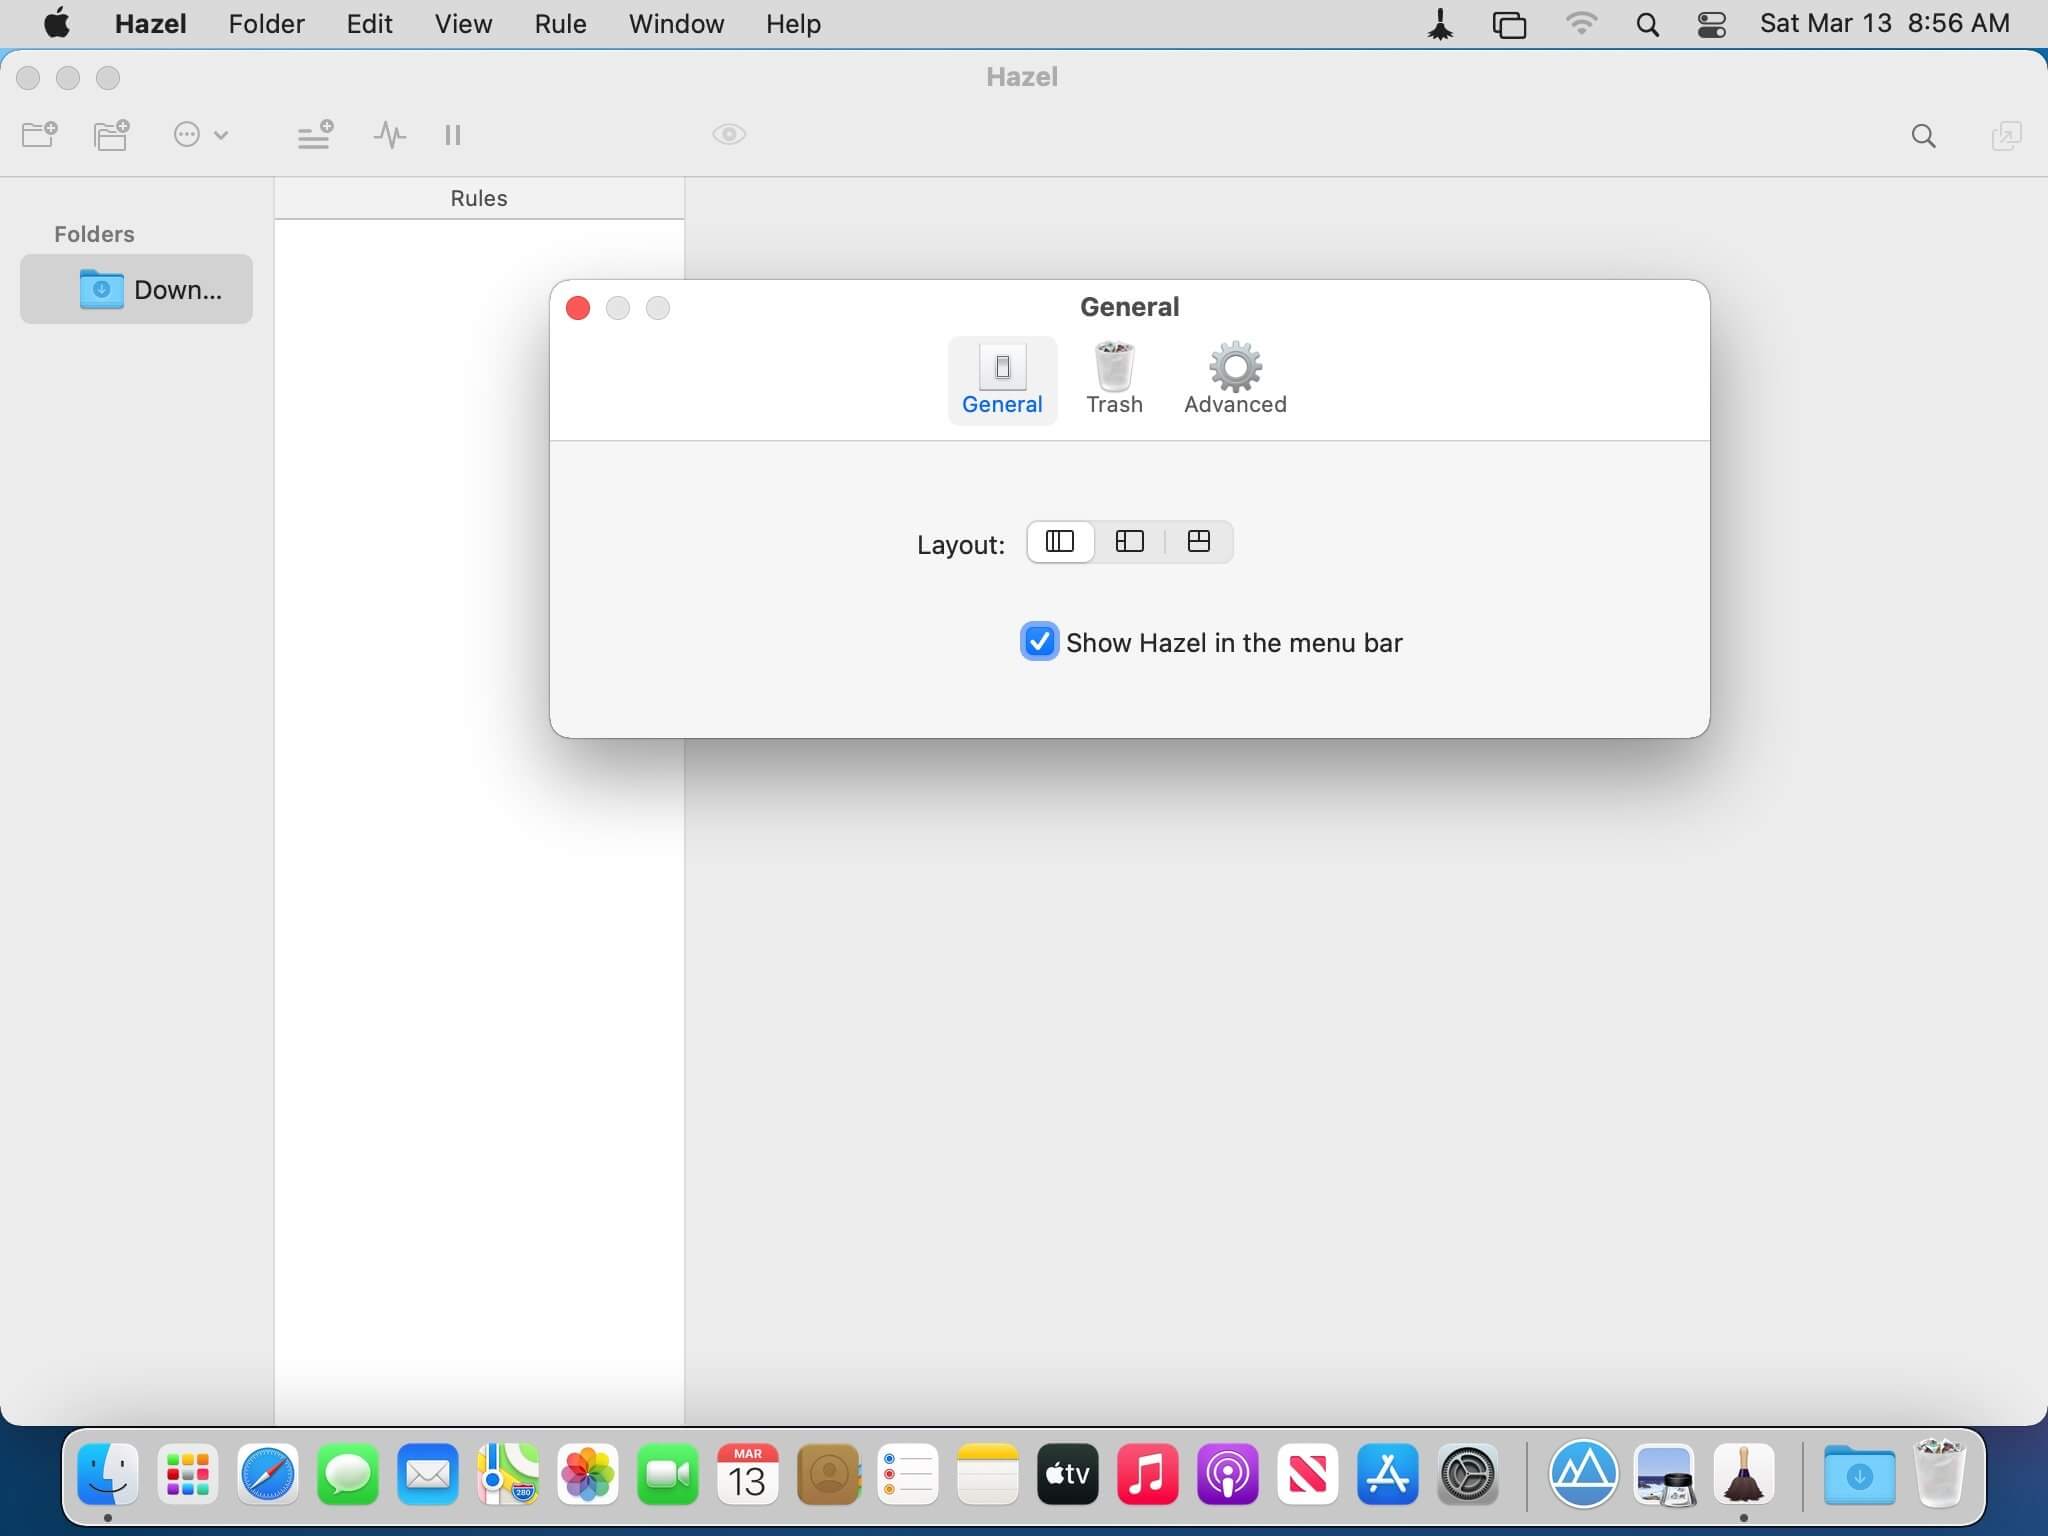 Hazel Folder Edit View Rule Window Help Sat Mar 13 8:56 AM
Hazel
Rules
Folders
Down...
General
General Trash Advanced
Layout:
Show Hazel in the menu bar
280
MAR
13
tv